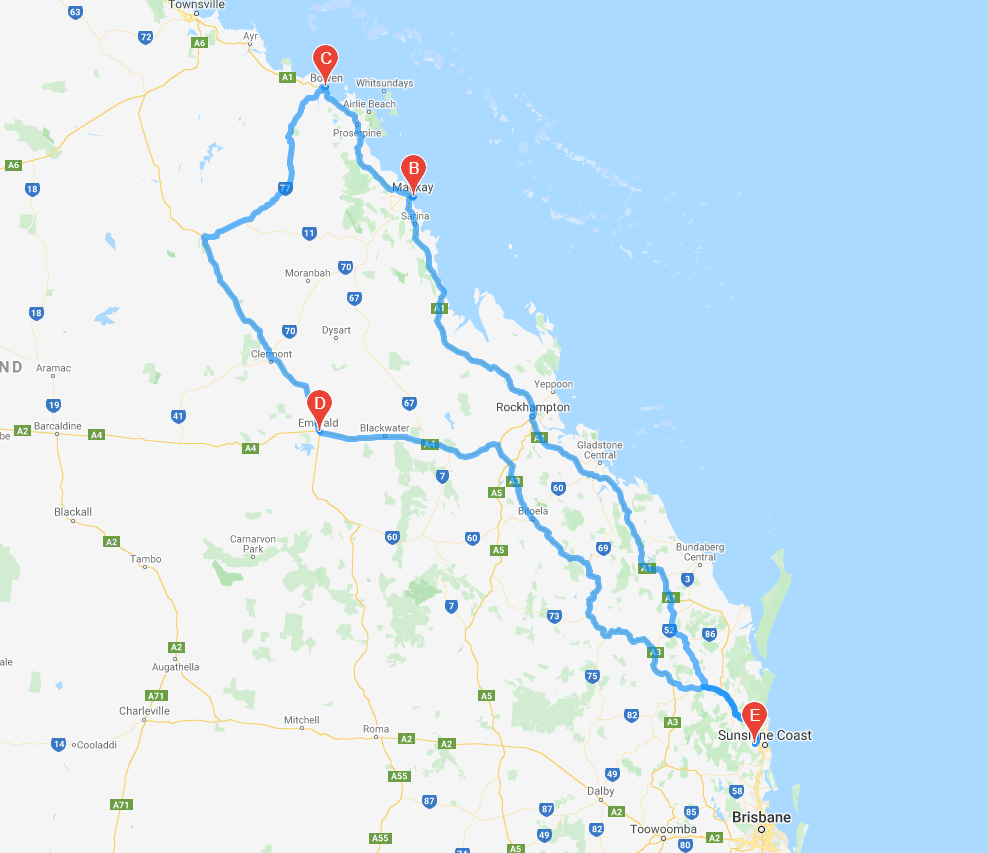 Townsville
63
72
A6
Ayr
C
A1
Bowen
Whitsundays
Airlie Beach
Proserpine
A6
18
77
B
Mackay
Sarina
11
70
Moranbah
67
A1
18
70
Dysart
Clermont
ND
Aramac
Yeppoon
19
41
67
D
Rockhampton
Emerald
Blackwater
be
A2
Barcaldine
A4
A4
A4
A1
Gladstone
Central
7
A3
60
A5
Blackall
Biloela
A2
Carnarvon
Park
60
60
A5
69
Bundaberg
Central
Tambo
A1
3
A1
7
73
52
86
A2
ale
Augathella
A3
75
A71
A5
E
Charleville
82
Mitchell
A3
Roma
Sunshine Coast
14
Cooladdi
A2
A2
A55
49
58
A71
87
Dalby
87
A2
85
Brisbane
A55
49
82
Toowoomba
A2
A5
80